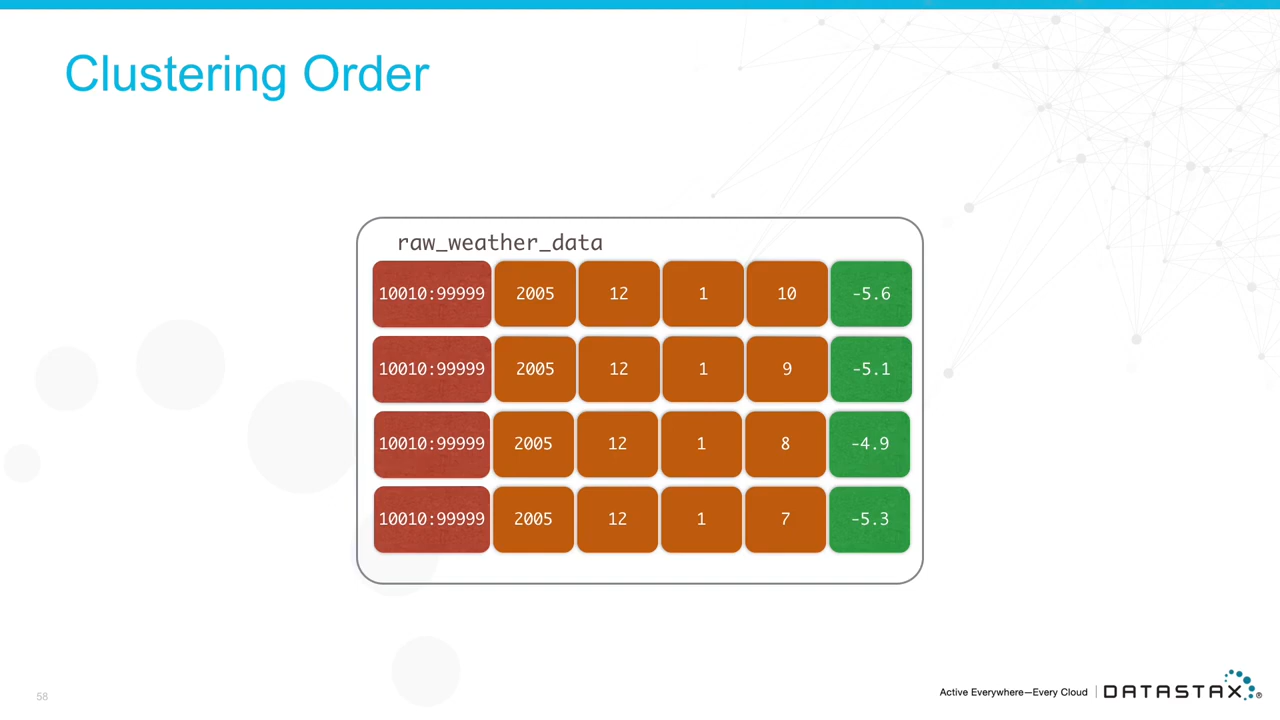 Clustering Order
raw_weather_data
10010:99999 2005 12 1 10 -5.6
10010:99999 2005 12 1 9 -5.1
10010:99999 2005 12 1 8 -4.9
10010:99999 2005 12 1 7 -5.3
58
Active Everywhere—Every Cloud | DATASTAX®